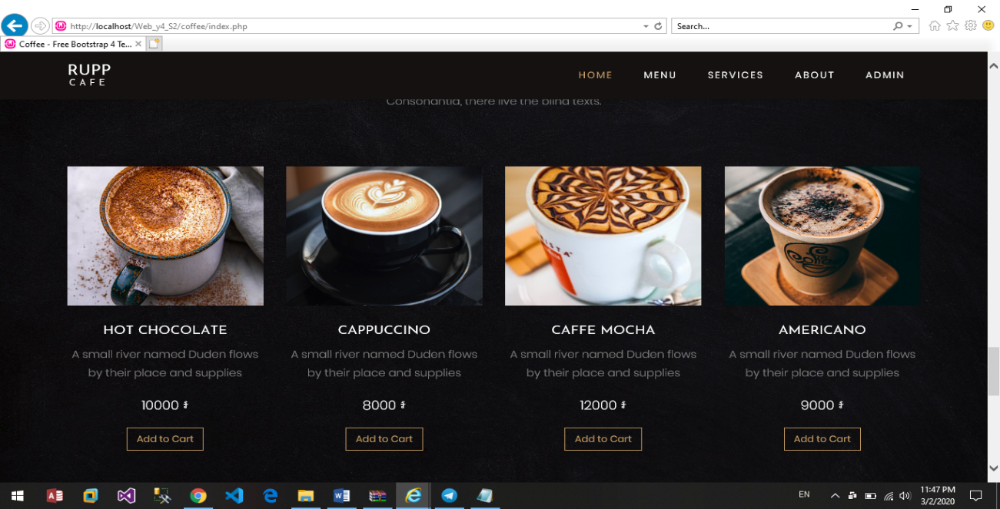 http://localhost/Web_y4_S2/coffee/index.php
Search...
Coffee - Free Bootstrap 4 Te...
RUPP
CAFE
HOME MENU SERVICES ABOUT ADMIN
Consonantia, there live the blind texts.
HOT CHOCOLATE
A small river named Duden flows
by their place and supplies
10000 ៛
Add to Cart
CAPPUCCINO
A small river named Duden flows
by their place and supplies
8000 ៛
Add to Cart
CAFFE MOCHA
A small river named Duden flows
by their place and supplies
12000 ៛
Add to Cart
AMERICANO
A small river named Duden flows
by their place and supplies
9000 ៛
Add to Cart
EN
11:47 PM
3/2/2020